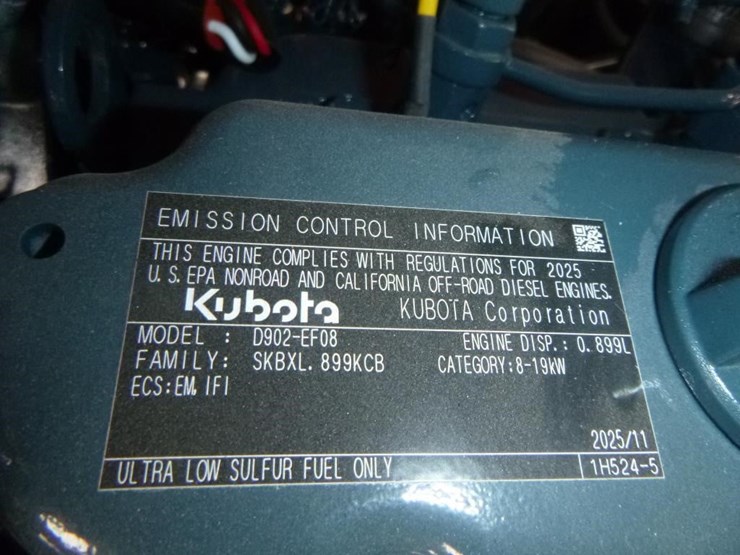 EMISSION CONTROL INFORMATION
THIS ENGINE COMPLIES WITH REGULATIONS FOR 2025
U.S.EPA NONROAD AND CALIFORNIA OFF-ROAD DIESEL ENGINES.
Kubota KUBOTA Corporation
MODEL : D902-EF08 ENGINE DISP.: 0.899L
FAMILY: SKBXL.899KCB CATEGORY:8-19kW
ECS:EM,IFI
2025/11
ULTRA LOW SULFUR FUEL ONLY 1H524-5